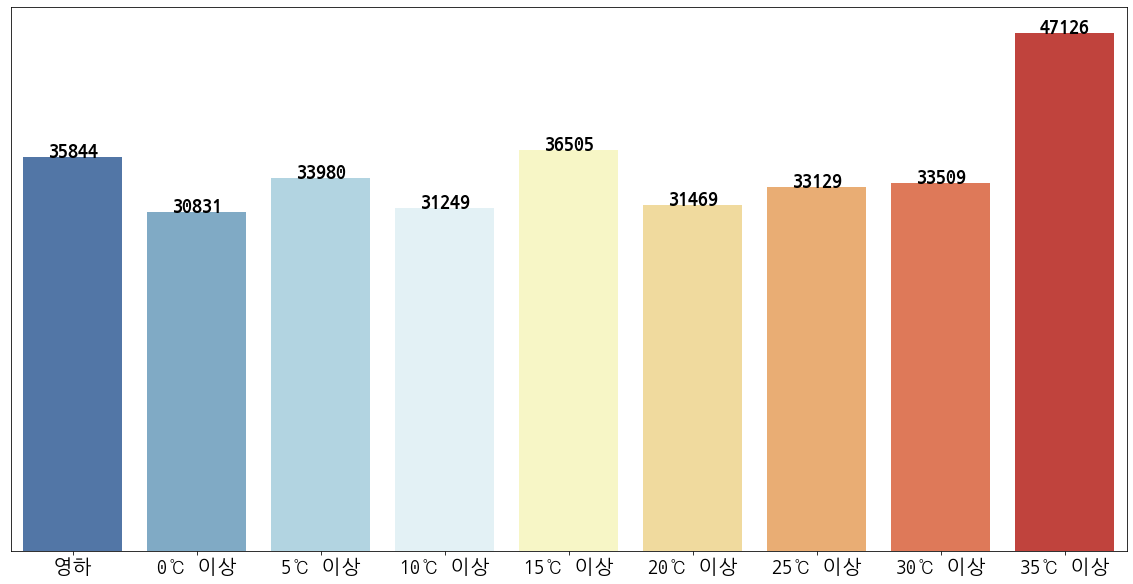 35844
30831
33980
31249
36505
31469
33129
33509
47126
영하
0℃ 이상
5℃ 이상
10℃ 이상
15℃ 이상
20℃ 이상
25℃ 이상
30℃ 이상
35℃ 이상